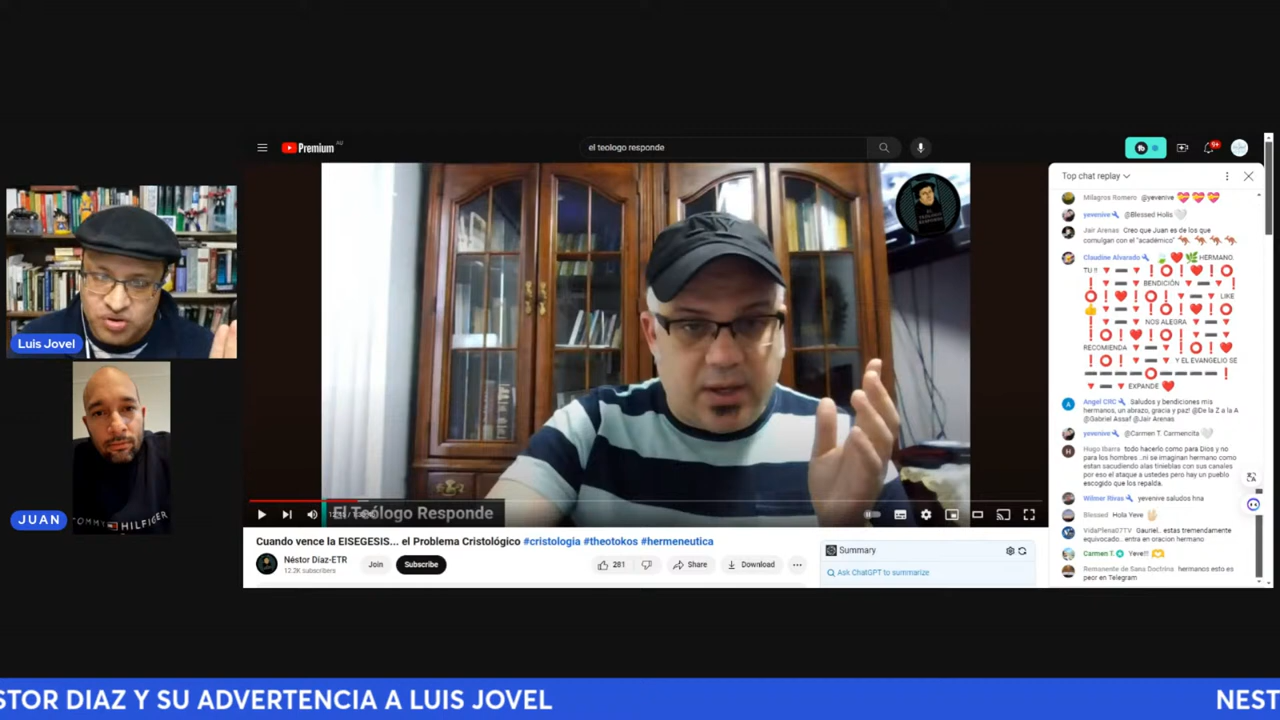 Premium
AU
el teologo responde
9+
Top chat replay
Milagros Romero @yevenive
yevenive @Blessed Holis
Jair Arenas Creo que Juan es de los que
comulgan con el "académico"
Claudine Alvarado HERMANO
TU !!
BENDICIÓN
LIKE
NOS ALEGRA
RECOMIENDA
Y EL EVANGELIO SE
EXPANDE
Angel CRC Saludos y bendiciones mis
hermanos, un abrazo, gracia y paz! @De la Z a la A
@Gabriel Assaf @Jair Arenas
yevenive @Carmen T. Carmencita
Hugo Ibarra todo hacerlo como para Dios y no
para los hombres...ni se imaginan hermano como
estan sacudiendo alas tinieblas con sus canales
por eso el ataque a ustedes pero hay un pueblo
escogido que los repalda.
Wilmer Rivas yevenive saludos hna
Blessed Hola Yeve
VidaPlena07TV Gauriel.. estas tremendamente
equivocado.. entra en oracion hermano
Carmen T. Yeve!!!
Remanente de Sana Doctrina hermanos esto es
peor en Telegram
EL
TEÓLOGO
RESPONDE
Luis Jovel
JUAN
TOMMY HILFIGER
El Teólogo Responde
Cuando vence la EISEGESIS... el Problema Cristológico #cristologia #theotokos #hermeneutica
Néstor Díaz-ETR
12.2K subscribers
Join
Subscribe
281
Share
Download
Summary
Ask ChatGPT to summarize
STOR DIAZ Y SU ADVERTENCIA A LUIS JOVEL
NEST